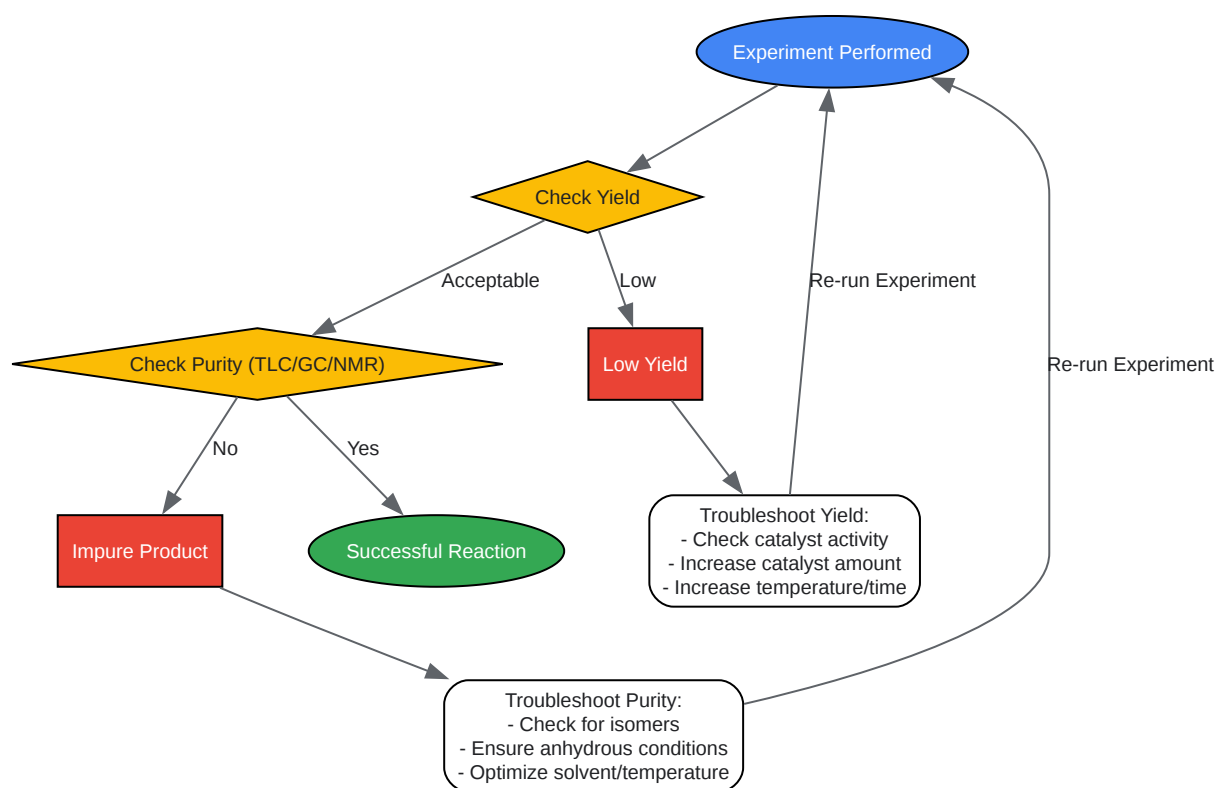 Experiment Performed
Check Yield
Acceptable
Low
Re-run Experiment
Check Purity (TLC/GC/NMR)
Low Yield
Re-run Experiment
No
Yes
Impure Product
Successful Reaction
Troubleshoot Yield:
- Check catalyst activity
- Increase catalyst amount
- Increase temperature/time
Troubleshoot Purity:
- Check for isomers
- Ensure anhydrous conditions
- Optimize solvent/temperature